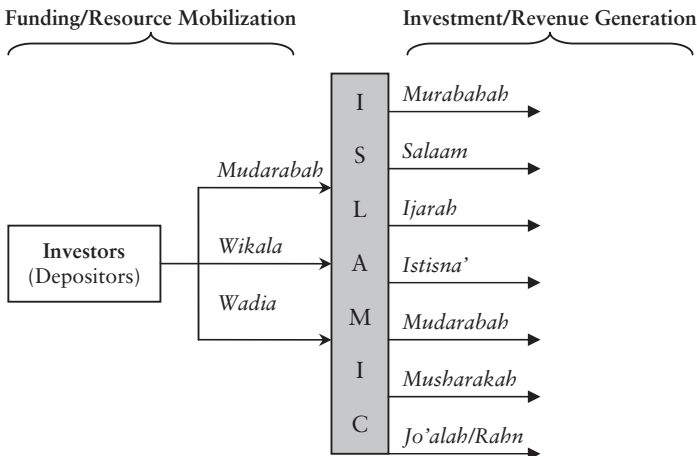 Funding/Resource Mobilization
Investment/Revenue Generation
Investors
(Depositors)
Mudarabah
Wikala
Wadia
I
S
L
A
M
I
C
Murabahah
Salaam
Ijarah
Istisna’
Mudarabah
Musharakah
Jo’alah/Rahn